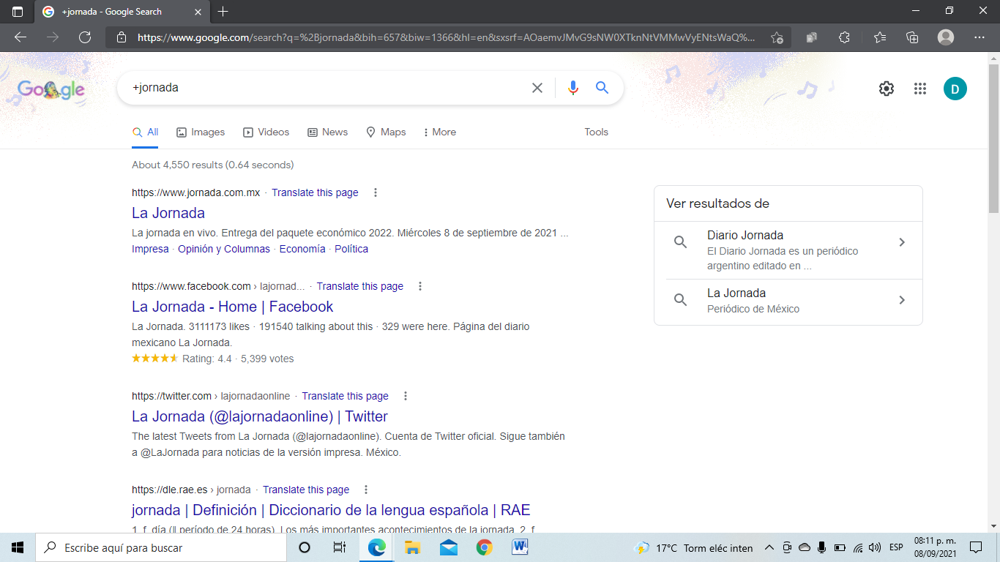 +jornada - Google Search
https://www.google.com/search?q=%2Bjornada&bih=657&biw=1366&hl=en&sxsrf=AOaemvJMvG9sNW0XTknNtVMMwVyENtsWaQ%...
Google
+jornada
D
All Images Videos News Maps More Tools
About 4,550 results (0.64 seconds)
https://www.jornada.com.mx · Translate this page
La Jornada
La jornada en vivo. Entrega del paquete económico 2022. Miércoles 8 de septiembre de 2021 ...
Impresa · Opinión y Columnas · Economía · Política
https://www.facebook.com › lajornad... · Translate this page
La Jornada - Home | Facebook
La Jornada. 3111173 likes · 191540 talking about this · 329 were here. Página del diario
mexicano La Jornada.
Rating: 4.4 · 5,399 votes
https://twitter.com › lajornadaonline · Translate this page
La Jornada (@lajornadaonline) | Twitter
The latest Tweets from La Jornada (@lajornadaonline). Cuenta de Twitter oficial. Sigue también
a @LaJornada para noticias de la versión impresa. México.
https://dle.rae.es › jornada · Translate this page
jornada | Definición | Diccionario de la lengua española | RAE
1. f. día (‖ período de 24 horas). Los más importantes acontecimientos de la jornada. 2. f.
Ver resultados de
Diario Jornada
El Diario Jornada es un periódico
argentino editado en ...
La Jornada
Periódico de México
Escribe aquí para buscar
17°C Torm eléc inten
ESP
08:11 p. m.
08/09/2021